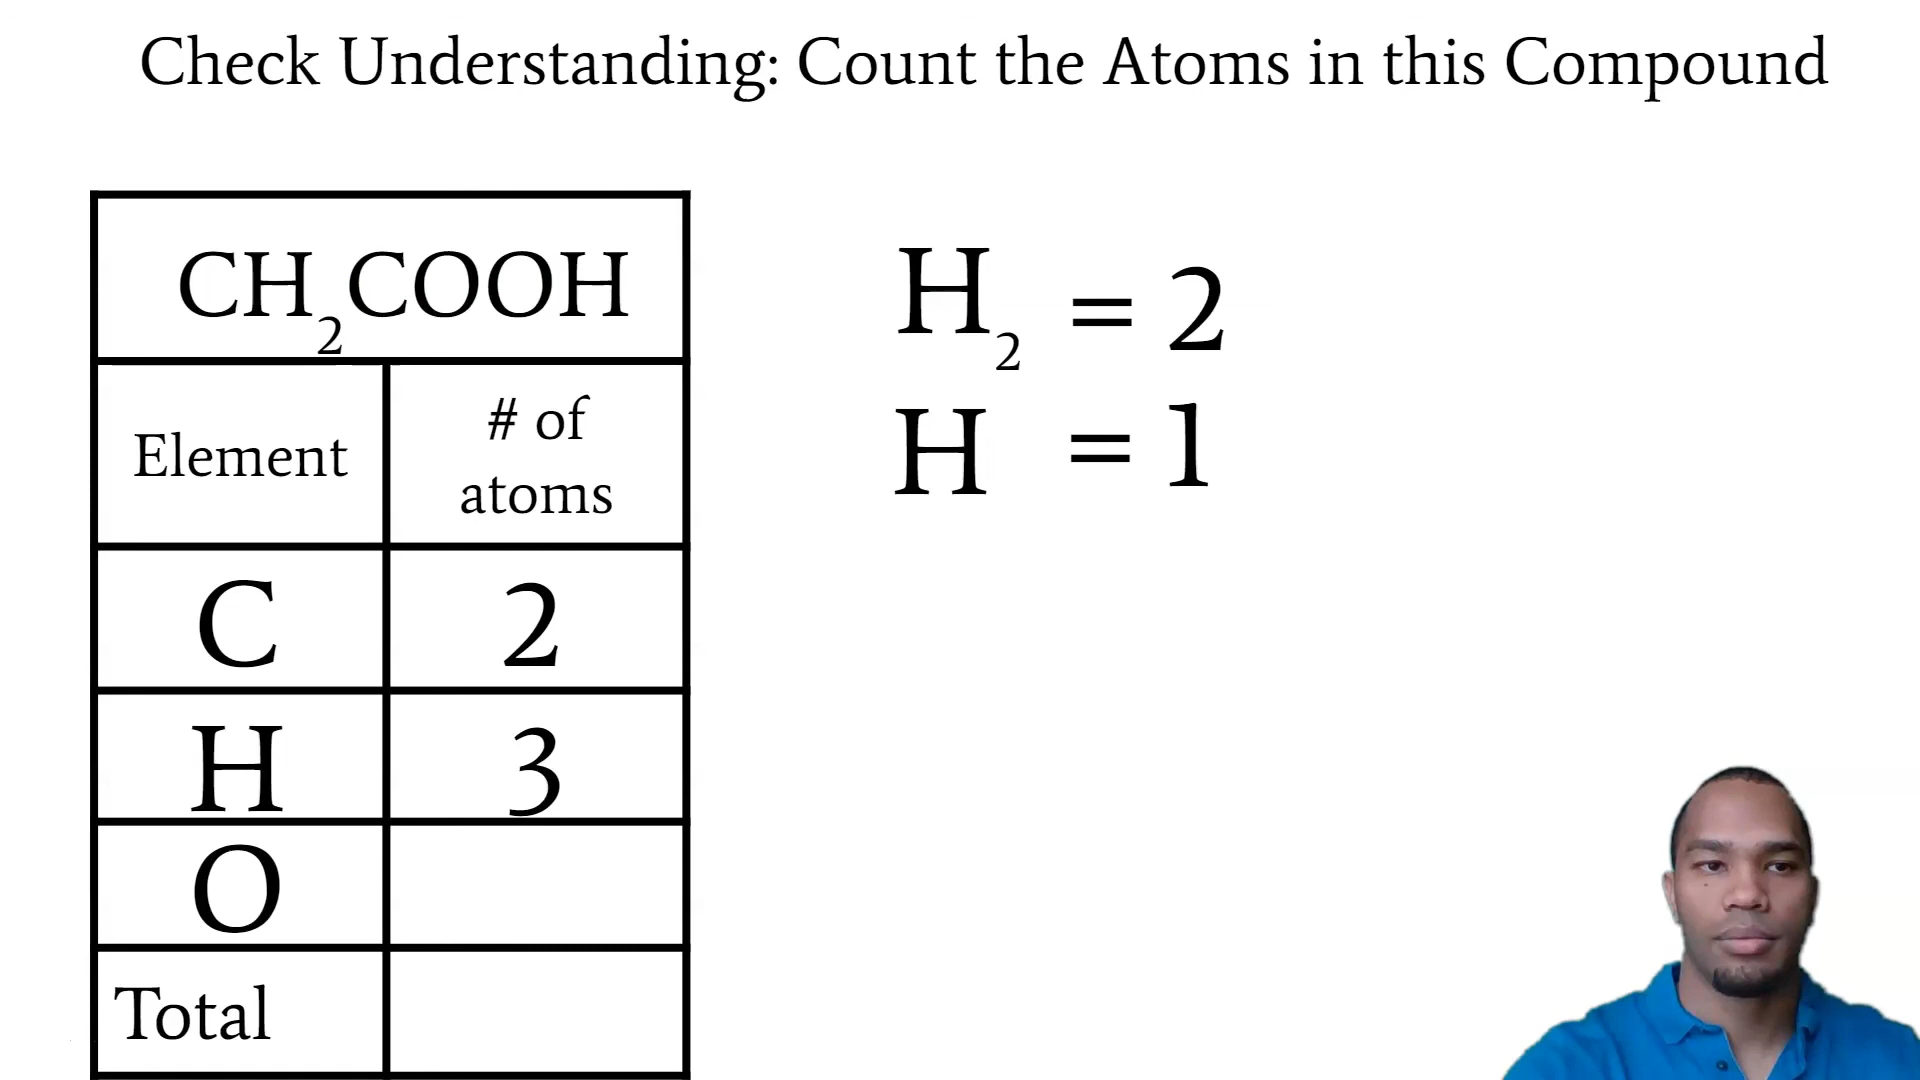 Check Understanding: Count the Atoms in this Compound
CH₂COOH
Element
# of
atoms
C 2
H 3
O
Total
H₂ = 2
H = 1